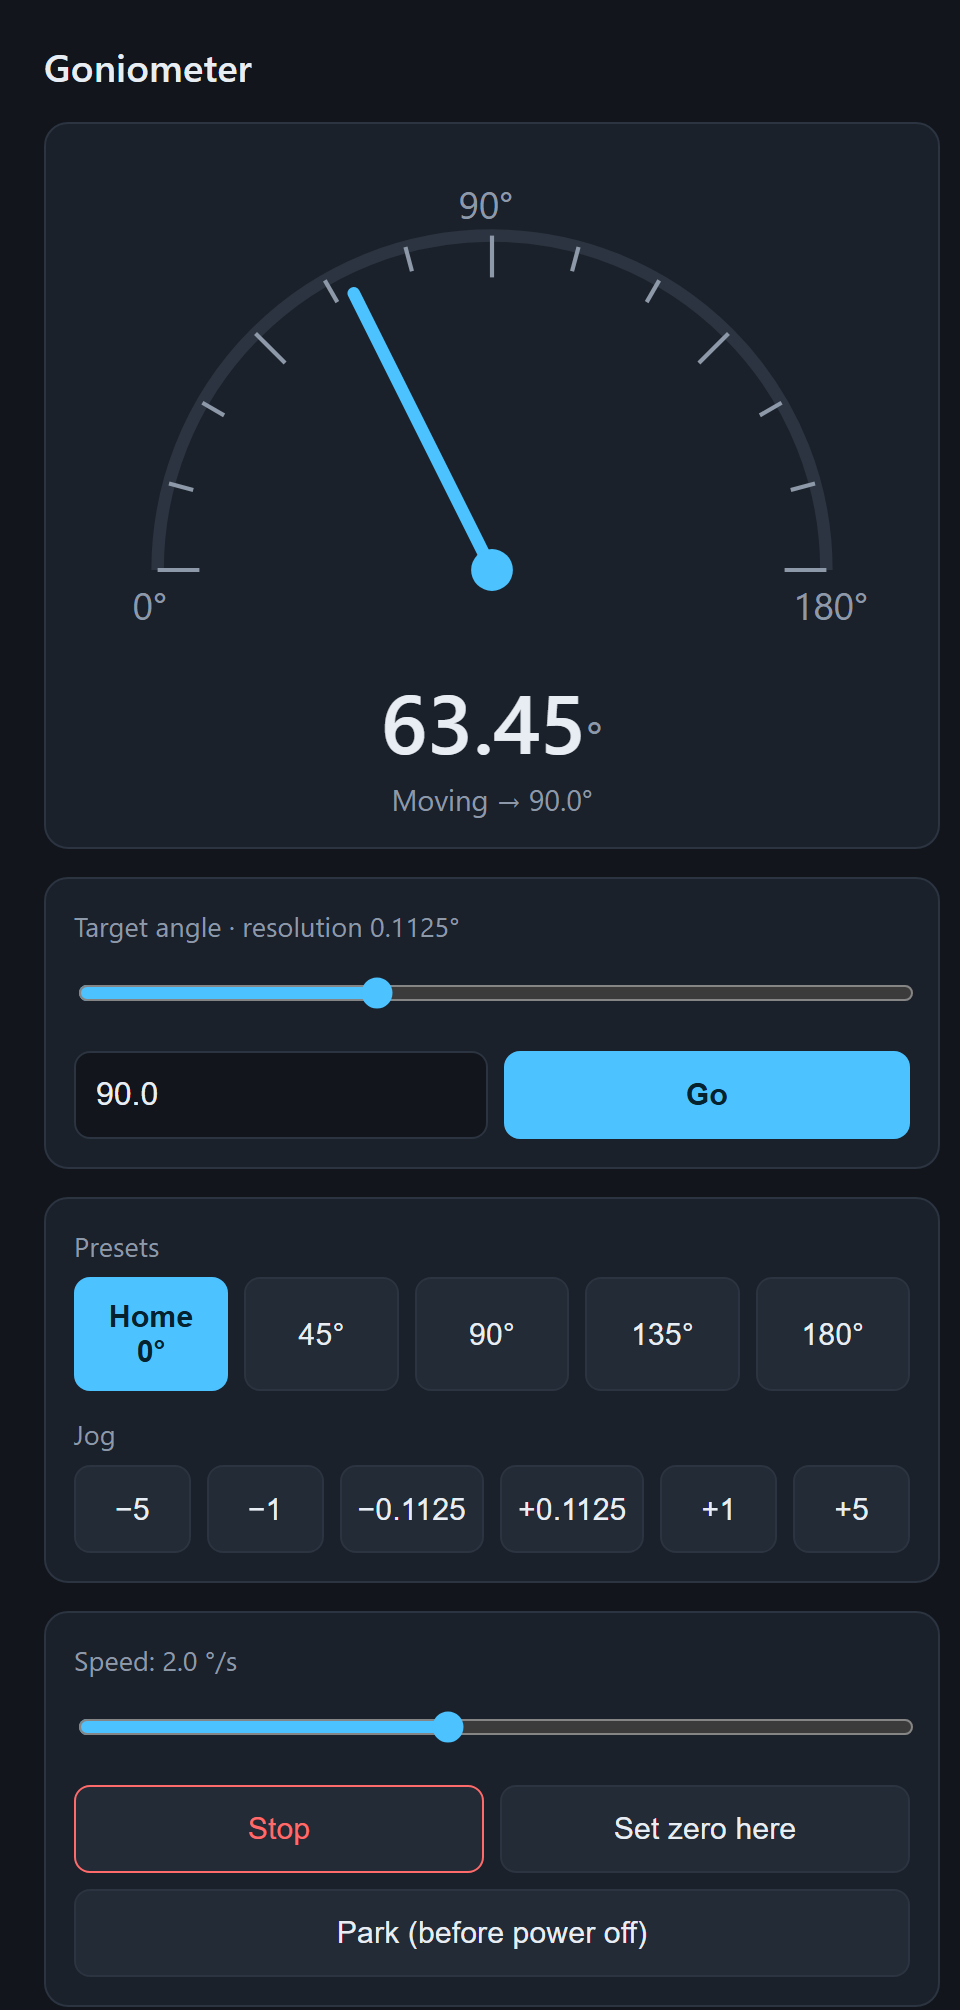 Goniometer
90°
0°
180°
63.45°
Moving → 90.0°
Target angle · resolution 0.1125°
90.0
Go
Presets
Home
0°
45°
90°
135°
180°
Jog
−5
−1
−0.1125
+0.1125
+1
+5
Speed: 2.0 °/s
Stop
Set zero here
Park (before power off)